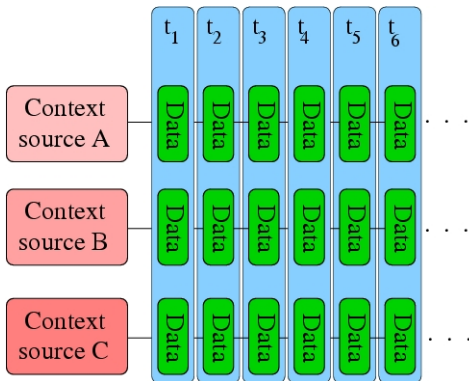 t1 t2 t3 t4 t5 t6
Context
source A
Data Data Data Data Data Data . . .
Context
source B
Data Data Data Data Data Data . . .
Context
source C
Data Data Data Data Data Data . . .